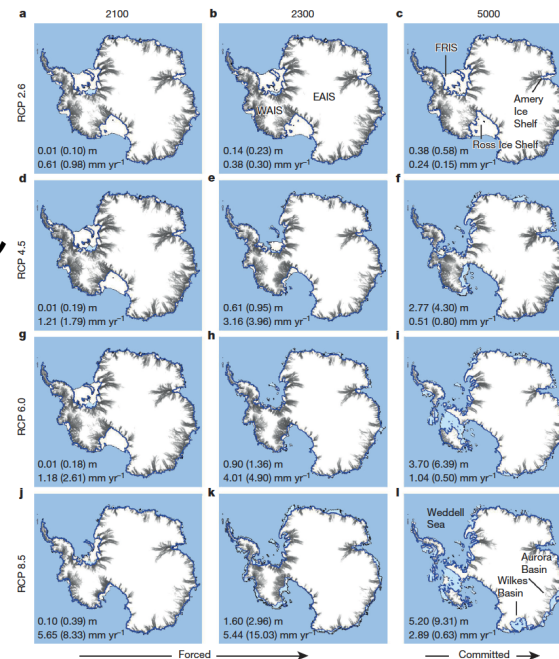 a 2100 b 2300 c 5000
RCP 2.6
FRIS
WAIS EAIS
Amery
Ice
Shelf
Ross Ice Shelf
0.01 (0.10) m
0.61 (0.98) mm yr⁻¹
0.14 (0.23) m
0.38 (0.30) mm yr⁻¹
0.38 (0.58) m
0.24 (0.15) mm yr⁻¹
d e f
RCP 4.5
0.01 (0.19) m
1.21 (1.79) mm yr⁻¹
0.61 (0.95) m
3.16 (3.96) mm yr⁻¹
2.77 (4.30) m
0.51 (0.80) mm yr⁻¹
g h i
RCP 6.0
0.01 (0.18) m
1.18 (2.61) mm yr⁻¹
0.90 (1.36) m
4.01 (4.90) mm yr⁻¹
3.70 (6.39) m
1.04 (0.50) mm yr⁻¹
j k l
RCP 8.5
Weddell
Sea
Aurora
Basin
Wilkes
Basin
0.10 (0.39) m
5.65 (8.33) mm yr⁻¹
1.60 (2.96) m
5.44 (15.03) mm yr⁻¹
5.20 (9.31) m
2.89 (0.63) mm yr⁻¹
Forced Committed